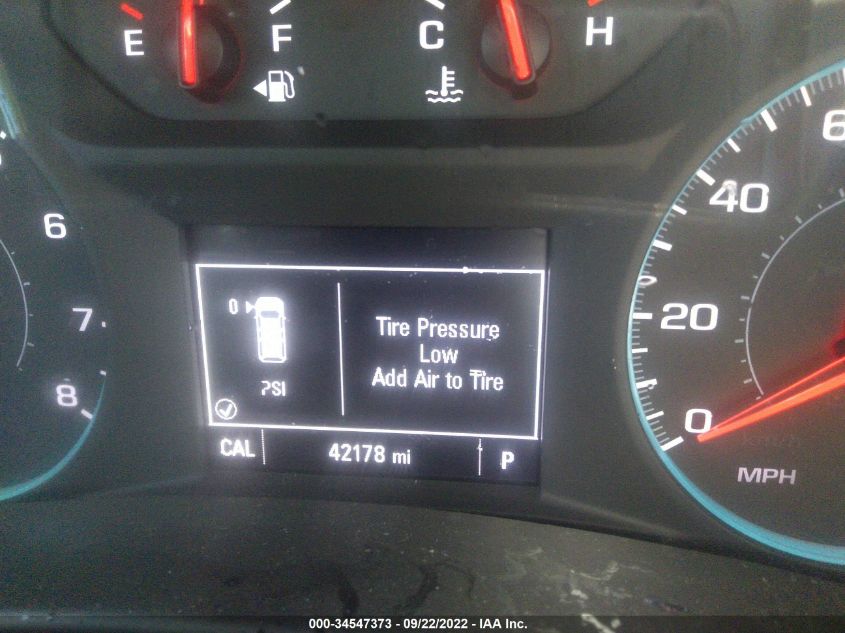 E F C H
6
7
8
0
PSI
Tire Pressure
Low
Add Air to Tire
CAL 42178 mi P
40
20
0
MPH
000-34547373 - 09/22/2022 - IAA Inc.